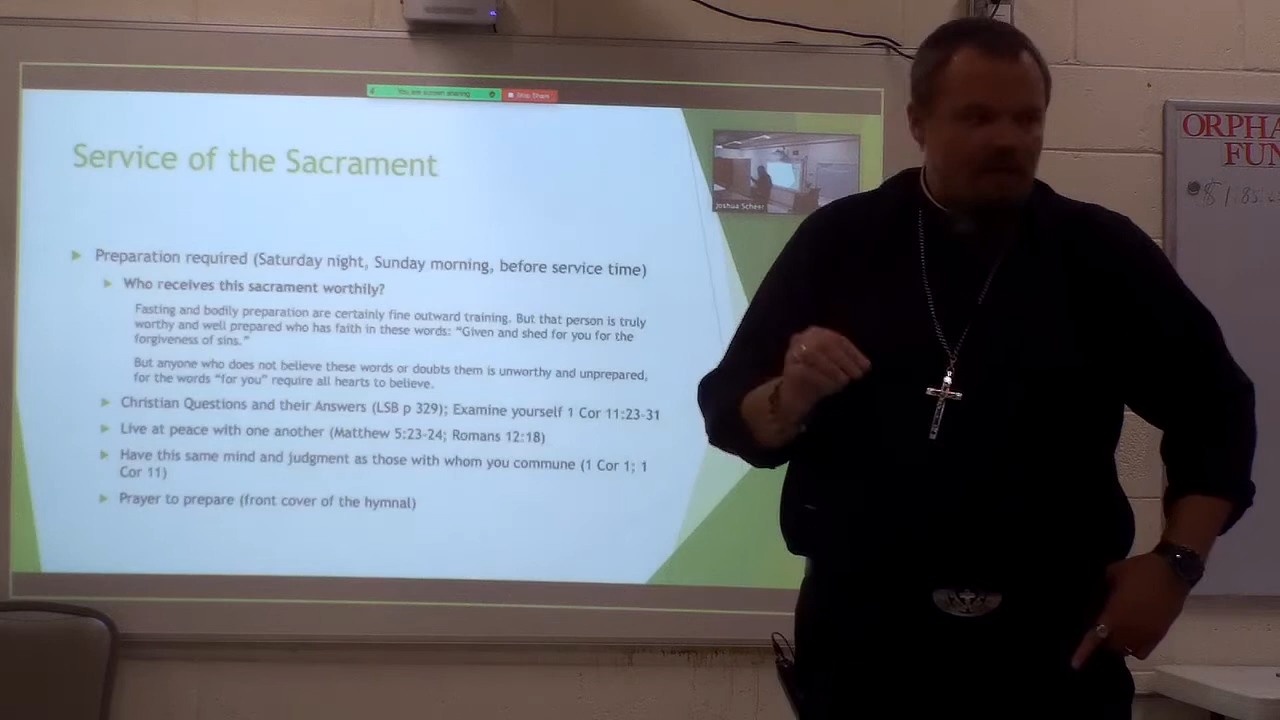 You are screen sharing
Stop Share
Service of the Sacrament
Joshua Scheer
Preparation required (Saturday night, Sunday morning, before service time)
Who receives this sacrament worthily?
Fasting and bodily preparation are certainly fine outward training. But that person is truly
worthy and well prepared who has faith in these words: “Given and shed for you for the
forgiveness of sins.”
But anyone who does not believe these words or doubts them is unworthy and unprepared,
for the words “for you” require all hearts to believe.
Christian Questions and their Answers (LSB p 329); Examine yourself 1 Cor 11:23-31
Live at peace with one another (Matthew 5:23-24; Romans 12:18)
Have this same mind and judgment as those with whom you commune (1 Cor 1; 1
Cor 11)
Prayer to prepare (front cover of the hymnal)
ORPHA
FUN